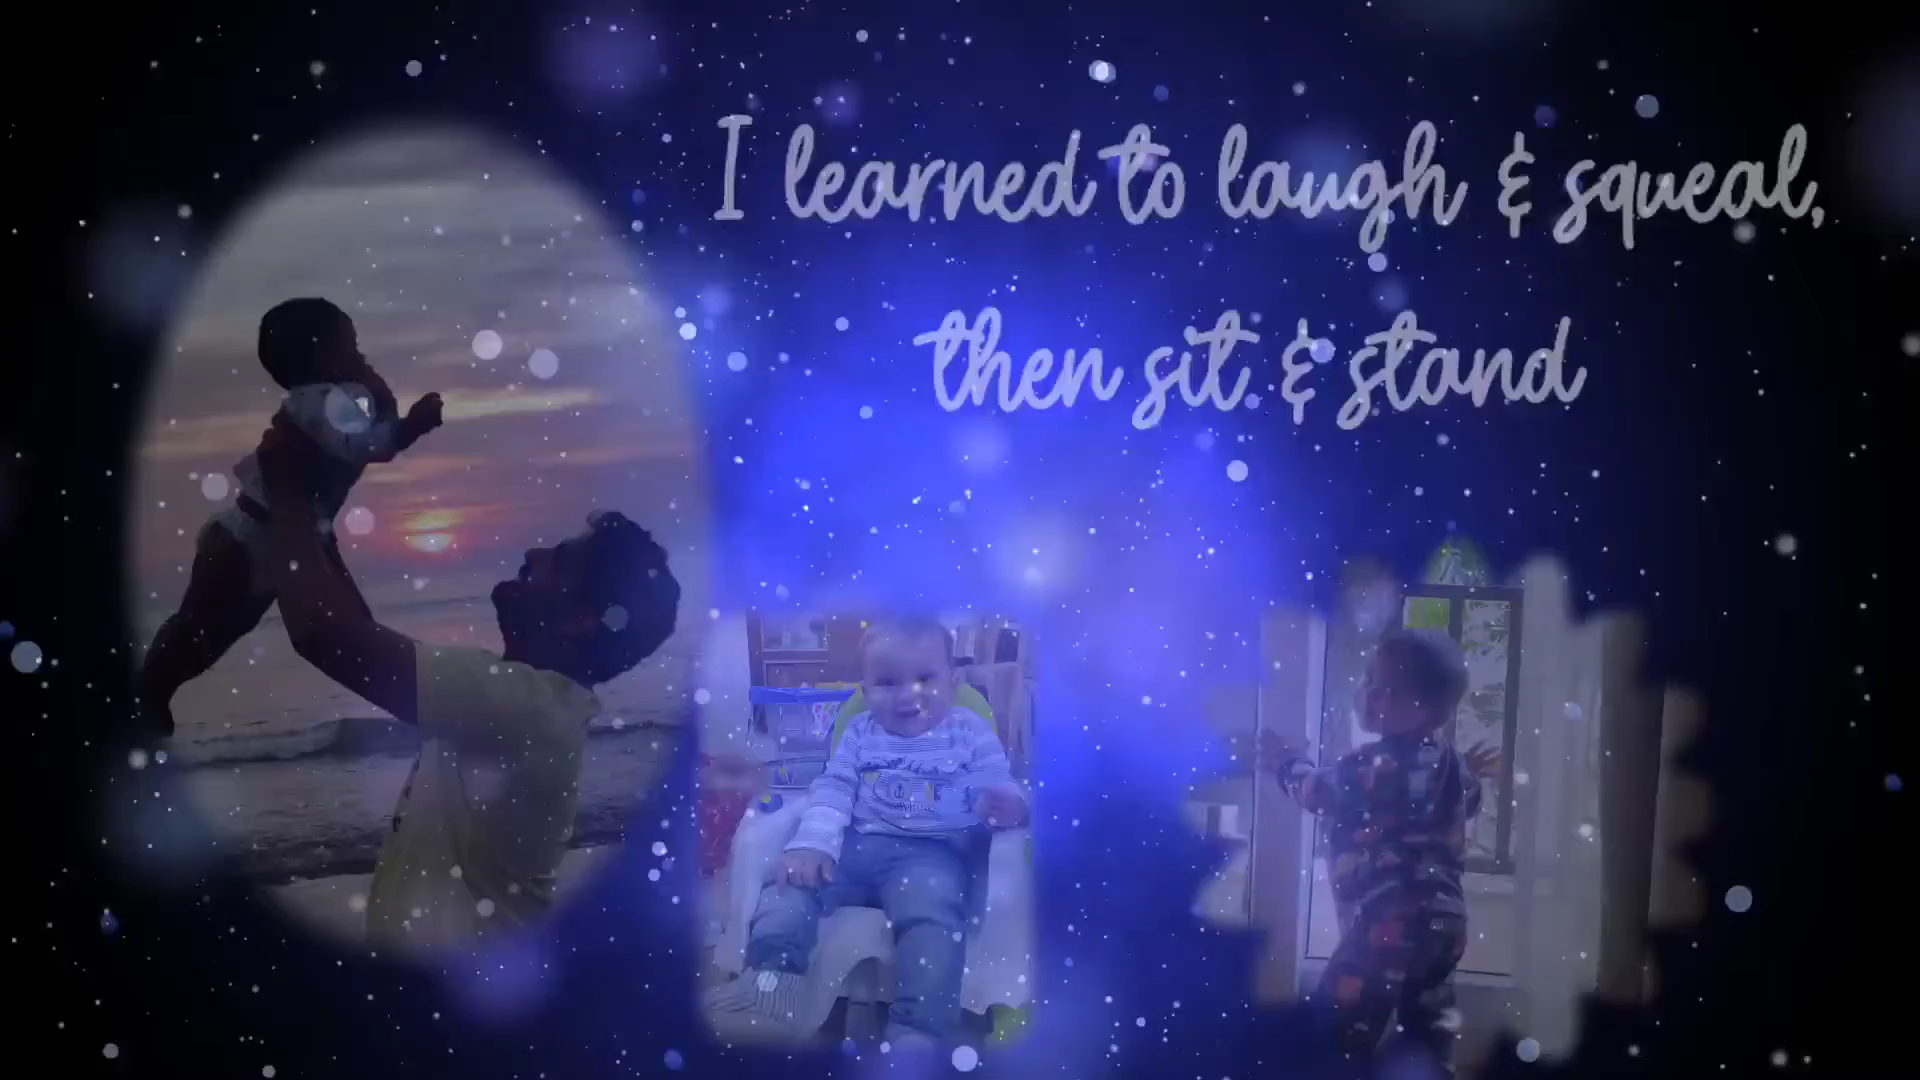 I learned to laugh & squeal,
then sit & stand